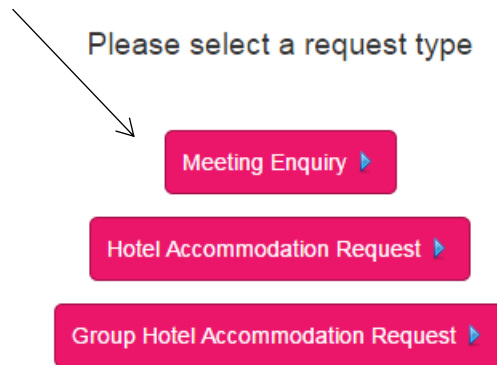 Please select a request type
Meeting Enquiry
Hotel Accommodation Request
Group Hotel Accommodation Request